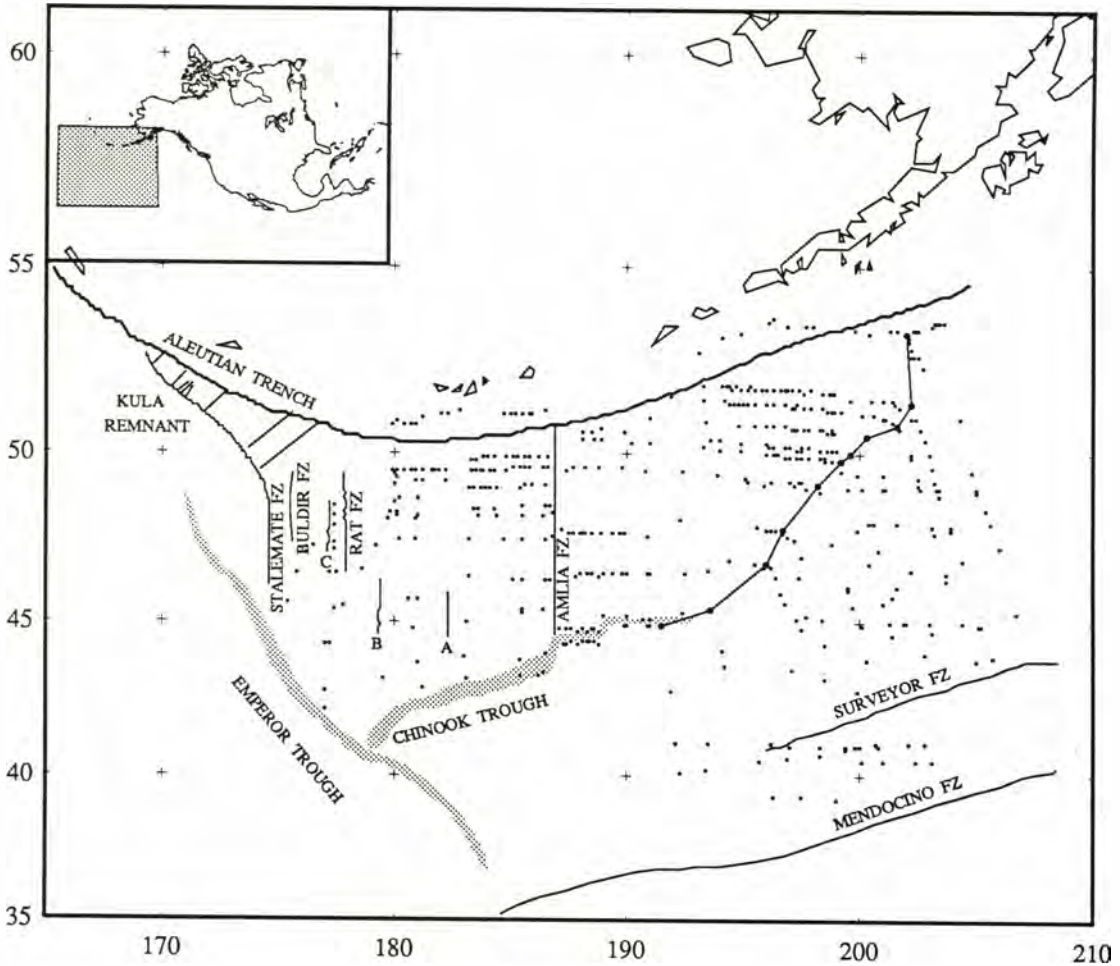 60
55
ALEUTIAN TRENCH
KULA
REMNANT
50
STALEMATE FZ
BULDIR FZ
C
RAT FZ
AMLIA FZ
45
B
A
EMPEROR TROUGH
CHINOOK TROUGH
SURVEYOR FZ
40
MENDOCINO FZ
35
170
180
190
200
210